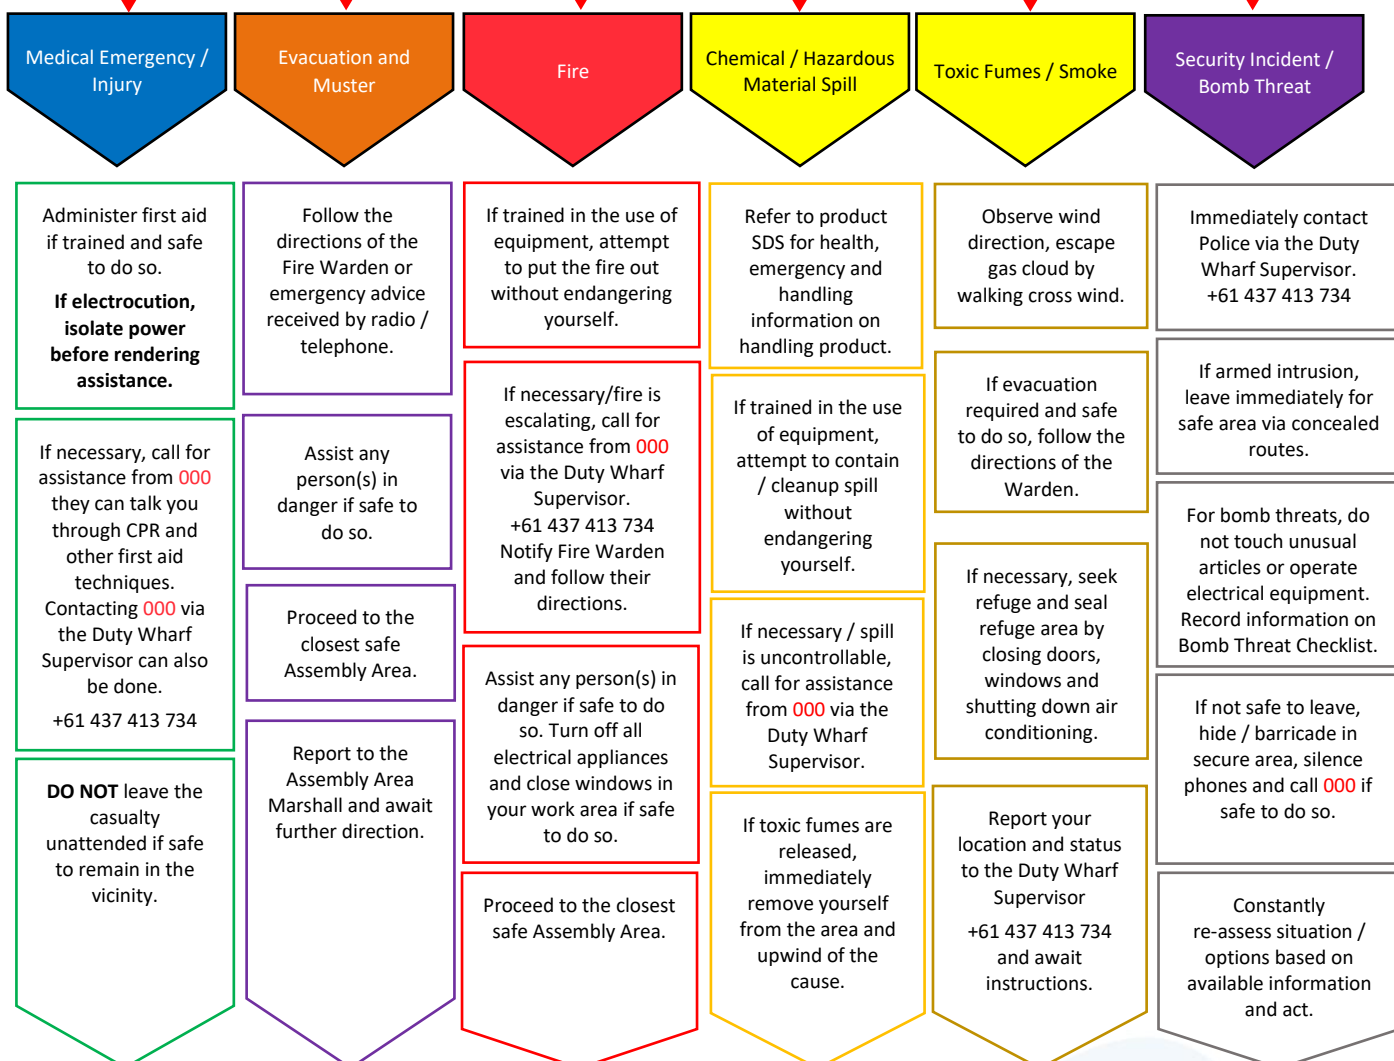 Medical Emergency /
Injury
Evacuation and
Muster
Fire
Chemical / Hazardous
Material Spill
Toxic Fumes / Smoke
Security Incident /
Bomb Threat
Administer first aid
if trained and safe
to do so.
If electrocution,
isolate power
before rendering
assistance.
If necessary, call for
assistance from 000
they can talk you
through CPR and
other first aid
techniques.
Contacting 000 via
the Duty Wharf
Supervisor can also
be done.
+61 437 413 734
DO NOT leave the
casualty
unattended if safe
to remain in the
vicinity.
Follow the
directions of the
Fire Warden or
emergency advice
received by radio /
telephone.
Assist any
person(s) in
danger if safe to
do so.
Proceed to the
closest safe
Assembly Area.
Report to the
Assembly Area
Marshall and await
further direction.
If trained in the use of
equipment, attempt
to put the fire out
without endangering
yourself.
If necessary/fire is
escalating, call for
assistance from 000
via the Duty Wharf
Supervisor.
+61 437 413 734
Notify Fire Warden
and follow their
directions.
Assist any person(s) in
danger if safe to do
so. Turn off all
electrical appliances
and close windows in
your work area if safe
to do so.
Proceed to the closest
safe Assembly Area.
Refer to product
SDS for health,
emergency and
handling
information on
handling product.
If trained in the use
of equipment,
attempt to contain
/ cleanup spill
without
endangering
yourself.
If necessary / spill
is uncontrollable,
call for assistance
from 000 via the
Duty Wharf
Supervisor.
If toxic fumes are
released,
immediately
remove yourself
from the area and
upwind of the
cause.
Observe wind
direction, escape
gas cloud by
walking cross wind.
If evacuation
required and safe
to do so, follow the
directions of the
Warden.
If necessary, seek
refuge and seal
refuge area by
closing doors,
windows and
shutting down air
conditioning.
Report your
location and status
to the Duty Wharf
Supervisor
+61 437 413 734
and await
instructions.
Immediately contact
Police via the Duty
Wharf Supervisor.
+61 437 413 734
If armed intrusion,
leave immediately for
safe area via concealed
routes.
For bomb threats, do
not touch unusual
articles or operate
electrical equipment.
Record information on
Bomb Threat Checklist.
If not safe to leave,
hide / barricade in
secure area, silence
phones and call 000 if
safe to do so.
Constantly
re-assess situation /
options based on
available information
and act.